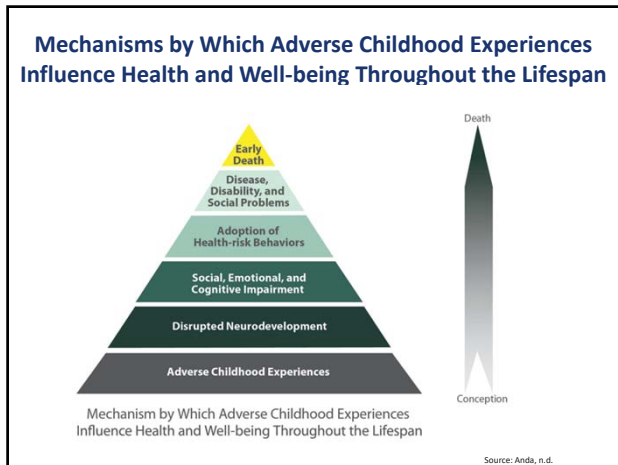 Mechanisms by Which Adverse Childhood Experiences
Influence Health and Well-being Throughout the Lifespan
Early
Death
Disease,
Disability, and
Social Problems
Adoption of
Health-risk Behaviors
Social, Emotional, and
Cognitive Impairment
Disrupted Neurodevelopment
Adverse Childhood Experiences
Mechanism by Which Adverse Childhood Experiences
Influence Health and Well-being Throughout the Lifespan
Death
Conception
Source: Anda, n.d.